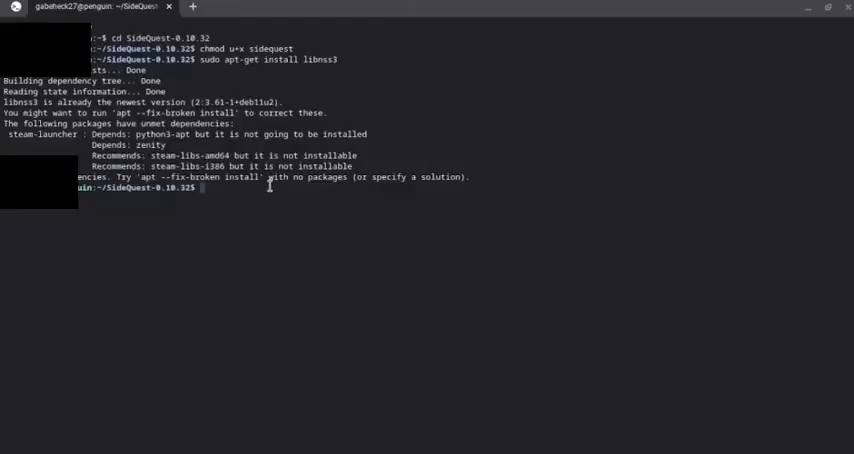 gabeheck27@penguin: ~/SideQuest-
:~$ cd SideQuest-0.10.32
:~/SideQuest-0.10.32$ chmod u+x sidequest
:~/SideQuest-0.10.32$ sudo apt-get install libnss3
sts... Done
Building dependency tree... Done
Reading state information... Done
libnss3 is already the newest version (2:3.61-1+deb11u2).
You might want to run 'apt --fix-broken install' to correct these.
The following packages have unmet dependencies:
steam-launcher : Depends: python3-apt but it is not going to be installed
Depends: zenity
Recommends: steam-libs-amd64 but it is not installable
Recommends: steam-libs-i386 but it is not installable
encies. Try 'apt --fix-broken install' with no packages (or specify a solution).
uin:~/SideQuest-0.10.32$